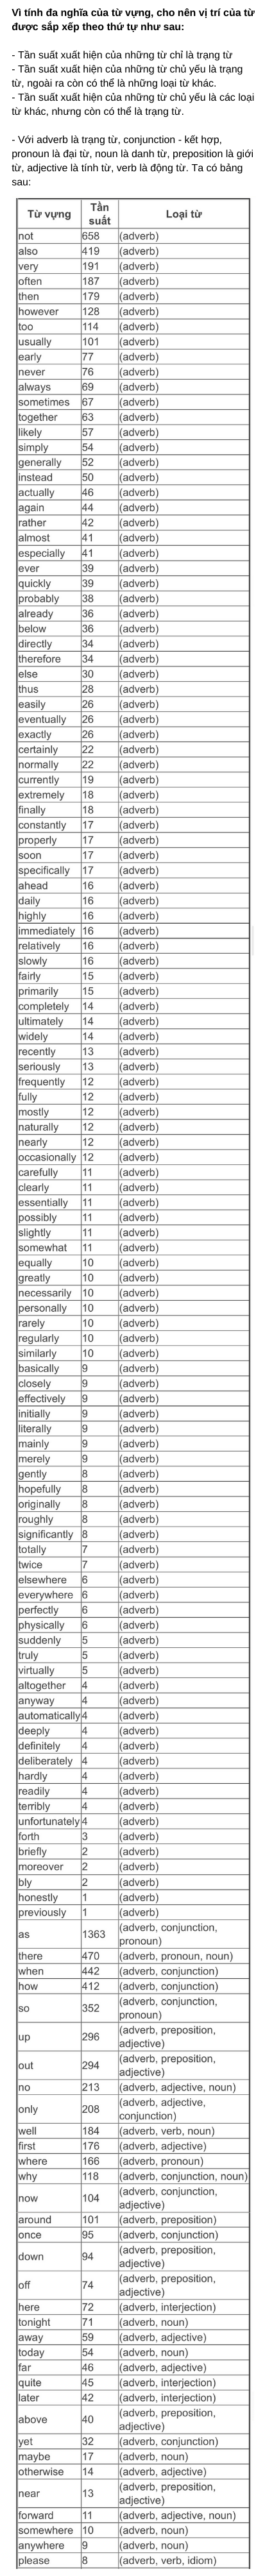 Vì tính đa nghĩa của từ vựng, cho nên vị trí của từ
được sắp xếp theo thứ tự như sau:
- Tần suất xuất hiện của những từ chỉ là trạng từ
- Tần suất xuất hiện của những từ chủ yếu là trạng
từ, ngoài ra còn có thể là những loại từ khác.
- Tần suất xuất hiện của những từ chủ yếu là các loại
từ khác, nhưng còn có thể là trạng từ.
- Với adverb là trạng từ, conjunction - kết hợp,
pronoun là đại từ, noun là danh từ, preposition là giới
từ, adjective là tính từ, verb là động từ. Ta có bảng
sau:
Từ vựng Tần suất Loại từ
not 658 (adverb)
also 419 (adverb)
very 191 (adverb)
often 187 (adverb)
then 179 (adverb)
however 128 (adverb)
too 114 (adverb)
usually 101 (adverb)
early 77 (adverb)
never 76 (adverb)
always 69 (adverb)
sometimes 67 (adverb)
together 63 (adverb)
likely 57 (adverb)
simply 54 (adverb)
generally 52 (adverb)
instead 50 (adverb)
actually 46 (adverb)
again 44 (adverb)
rather 42 (adverb)
almost 41 (adverb)
especially 41 (adverb)
ever 39 (adverb)
quickly 39 (adverb)
probably 38 (adverb)
already 36 (adverb)
below 36 (adverb)
directly 34 (adverb)
therefore 34 (adverb)
else 30 (adverb)
thus 28 (adverb)
easily 26 (adverb)
eventually 26 (adverb)
exactly 26 (adverb)
certainly 22 (adverb)
normally 22 (adverb)
currently 19 (adverb)
extremely 18 (adverb)
finally 18 (adverb)
constantly 17 (adverb)
properly 17 (adverb)
soon 17 (adverb)
specifically 17 (adverb)
ahead 16 (adverb)
daily 16 (adverb)
highly 16 (adverb)
immediately 16 (adverb)
relatively 16 (adverb)
slowly 16 (adverb)
fairly 15 (adverb)
primarily 15 (adverb)
completely 14 (adverb)
ultimately 14 (adverb)
widely 14 (adverb)
recently 13 (adverb)
seriously 13 (adverb)
frequently 12 (adverb)
fully 12 (adverb)
mostly 12 (adverb)
naturally 12 (adverb)
nearly 12 (adverb)
occasionally 12 (adverb)
carefully 11 (adverb)
clearly 11 (adverb)
essentially 11 (adverb)
possibly 11 (adverb)
slightly 11 (adverb)
somewhat 11 (adverb)
equally 10 (adverb)
greatly 10 (adverb)
necessarily 10 (adverb)
personally 10 (adverb)
rarely 10 (adverb)
regularly 10 (adverb)
similarly 10 (adverb)
basically 9 (adverb)
closely 9 (adverb)
effectively 9 (adverb)
initially 9 (adverb)
literally 9 (adverb)
mainly 9 (adverb)
merely 9 (adverb)
gently 8 (adverb)
hopefully 8 (adverb)
originally 8 (adverb)
roughly 8 (adverb)
significantly 8 (adverb)
totally 7 (adverb)
twice 7 (adverb)
elsewhere 6 (adverb)
everywhere 6 (adverb)
perfectly 6 (adverb)
physically 6 (adverb)
suddenly 5 (adverb)
truly 5 (adverb)
virtually 5 (adverb)
altogether 4 (adverb)
anyway 4 (adverb)
automatically 4 (adverb)
deeply 4 (adverb)
definitely 4 (adverb)
deliberately 4 (adverb)
hardly 4 (adverb)
readily 4 (adverb)
terribly 4 (adverb)
unfortunately 4 (adverb)
forth 3 (adverb)
briefly 2 (adverb)
moreover 2 (adverb)
bly 2 (adverb)
honestly 1 (adverb)
previously 1 (adverb)
as 1363 (adverb, conjunction,
pronoun)
there 470 (adverb, pronoun, noun)
when 442 (adverb, conjunction)
how 412 (adverb, conjunction)
so 352 (adverb, conjunction,
pronoun)
up 296 (adverb, preposition,
adjective)
out 294 (adverb, preposition,
adjective)
no 213 (adverb, adjective, noun)
only 208 (adverb, adjective,
conjunction)
well 184 (adverb, verb, noun)
first 176 (adverb, adjective)
where 166 (adverb, pronoun)
why 118 (adverb, conjunction, noun)
now 104 (adverb, conjunction,
adjective)
around 101 (adverb, preposition)
once 95 (adverb, conjunction)
down 94 (adverb, preposition,
adjective)
off 74 (adverb, preposition,
adjective)
here 72 (adverb, interjection)
tonight 71 (adverb, noun)
away 59 (adverb, adjective)
today 54 (adverb, noun)
far 46 (adverb, adjective)
quite 45 (adverb, interjection)
later 42 (adverb, interjection)
above 40 (adverb, preposition,
adjective)
yet 32 (adverb, conjunction)
maybe 17 (adverb, noun)
otherwise 14 (adverb, adjective)
near 13 (adverb, preposition,
adjective)
forward 11 (adverb, adjective, noun)
somewhere 10 (adverb, noun)
anywhere 9 (adverb, noun)
please 8 (adverb, verb, idiom)